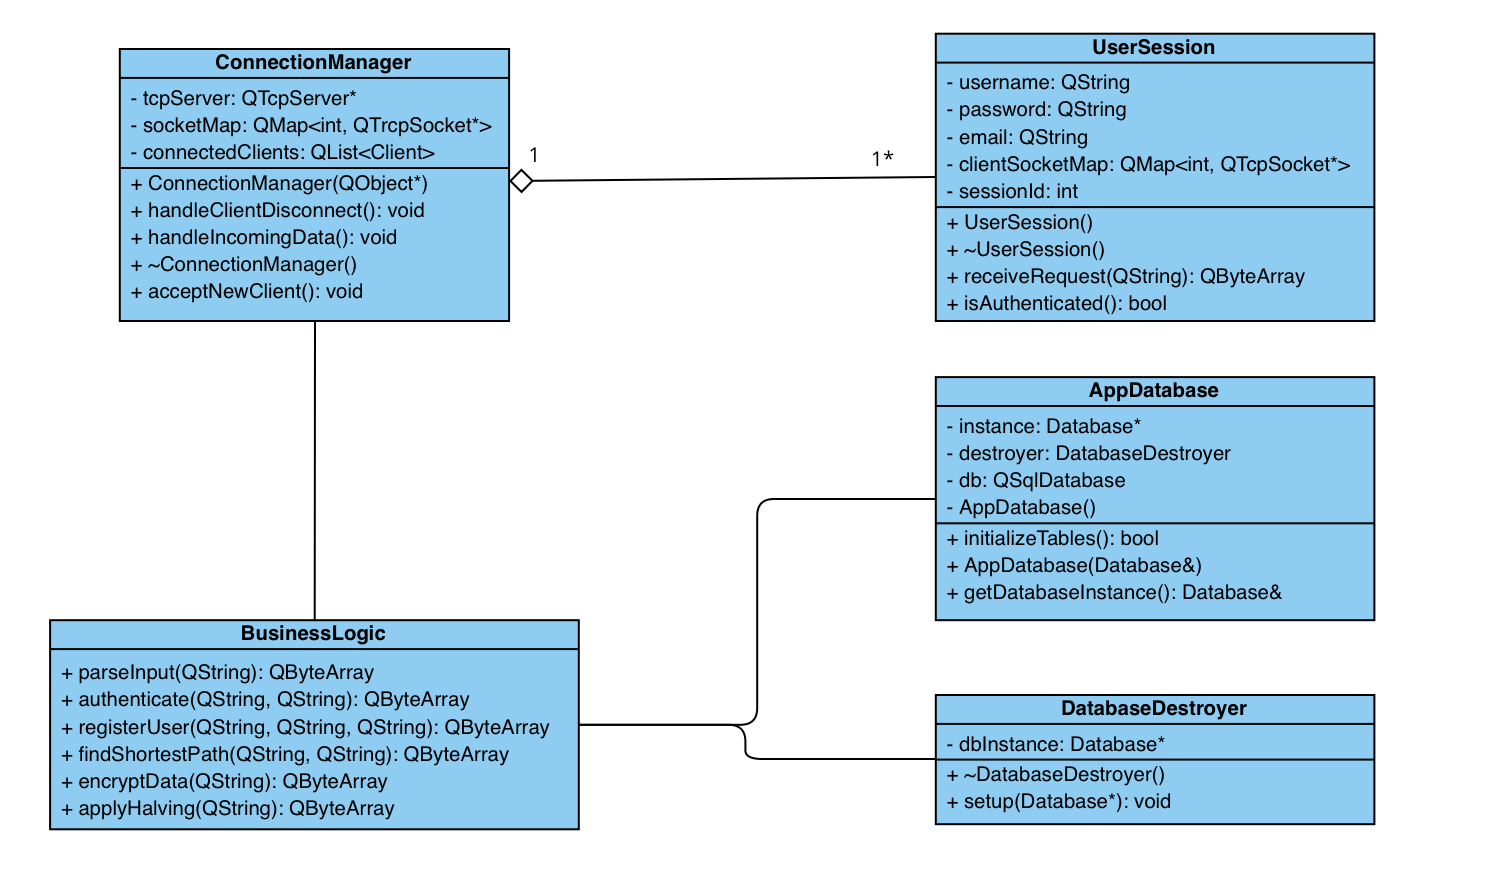 ConnectionManager
- tcpServer: QTcpServer*
- socketMap: QMap<int, QTrcpSocket*>
- connectedClients: QList<Client>
+ ConnectionManager(QObject*)
+ handleClientDisconnect(): void
+ handleIncomingData(): void
+ ~ConnectionManager()
+ acceptNewClient(): void
1
1*
UserSession
- username: QString
- password: QString
- email: QString
- clientSocketMap: QMap<int, QTcpSocket*>
- sessionId: int
+ UserSession()
+ ~UserSession()
+ receiveRequest(QString): QByteArray
+ isAuthenticated(): bool
AppDatabase
- instance: Database*
- destroyer: DatabaseDestroyer
- db: QSqlDatabase
- AppDatabase()
+ initializeTables(): bool
+ AppDatabase(Database&)
+ getDatabaseInstance(): Database&
BusinessLogic
+ parseInput(QString): QByteArray
+ authenticate(QString, QString): QByteArray
+ registerUser(QString, QString, QString): QByteArray
+ findShortestPath(QString, QString): QByteArray
+ encryptData(QString): QByteArray
+ applyHalving(QString): QByteArray
DatabaseDestroyer
- dbInstance: Database*
+ ~DatabaseDestroyer()
+ setup(Database*): void